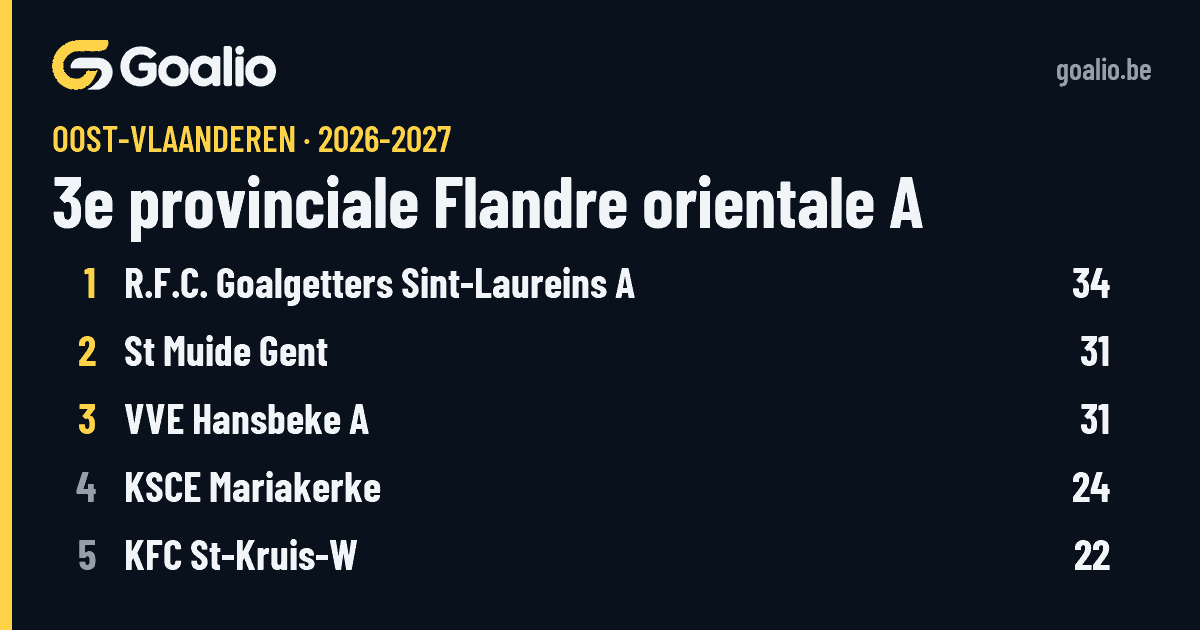 Goalio goalio.be
OOST-VLAANDEREN · 2026-2027
3e provinciale Flandre orientale A
1 R.F.C. Goalgetters Sint-Laureins A 34
2 St Muide Gent 31
3 VVE Hansbeke A 31
4 KSCE Mariakerke 24
5 KFC St-Kruis-W 22